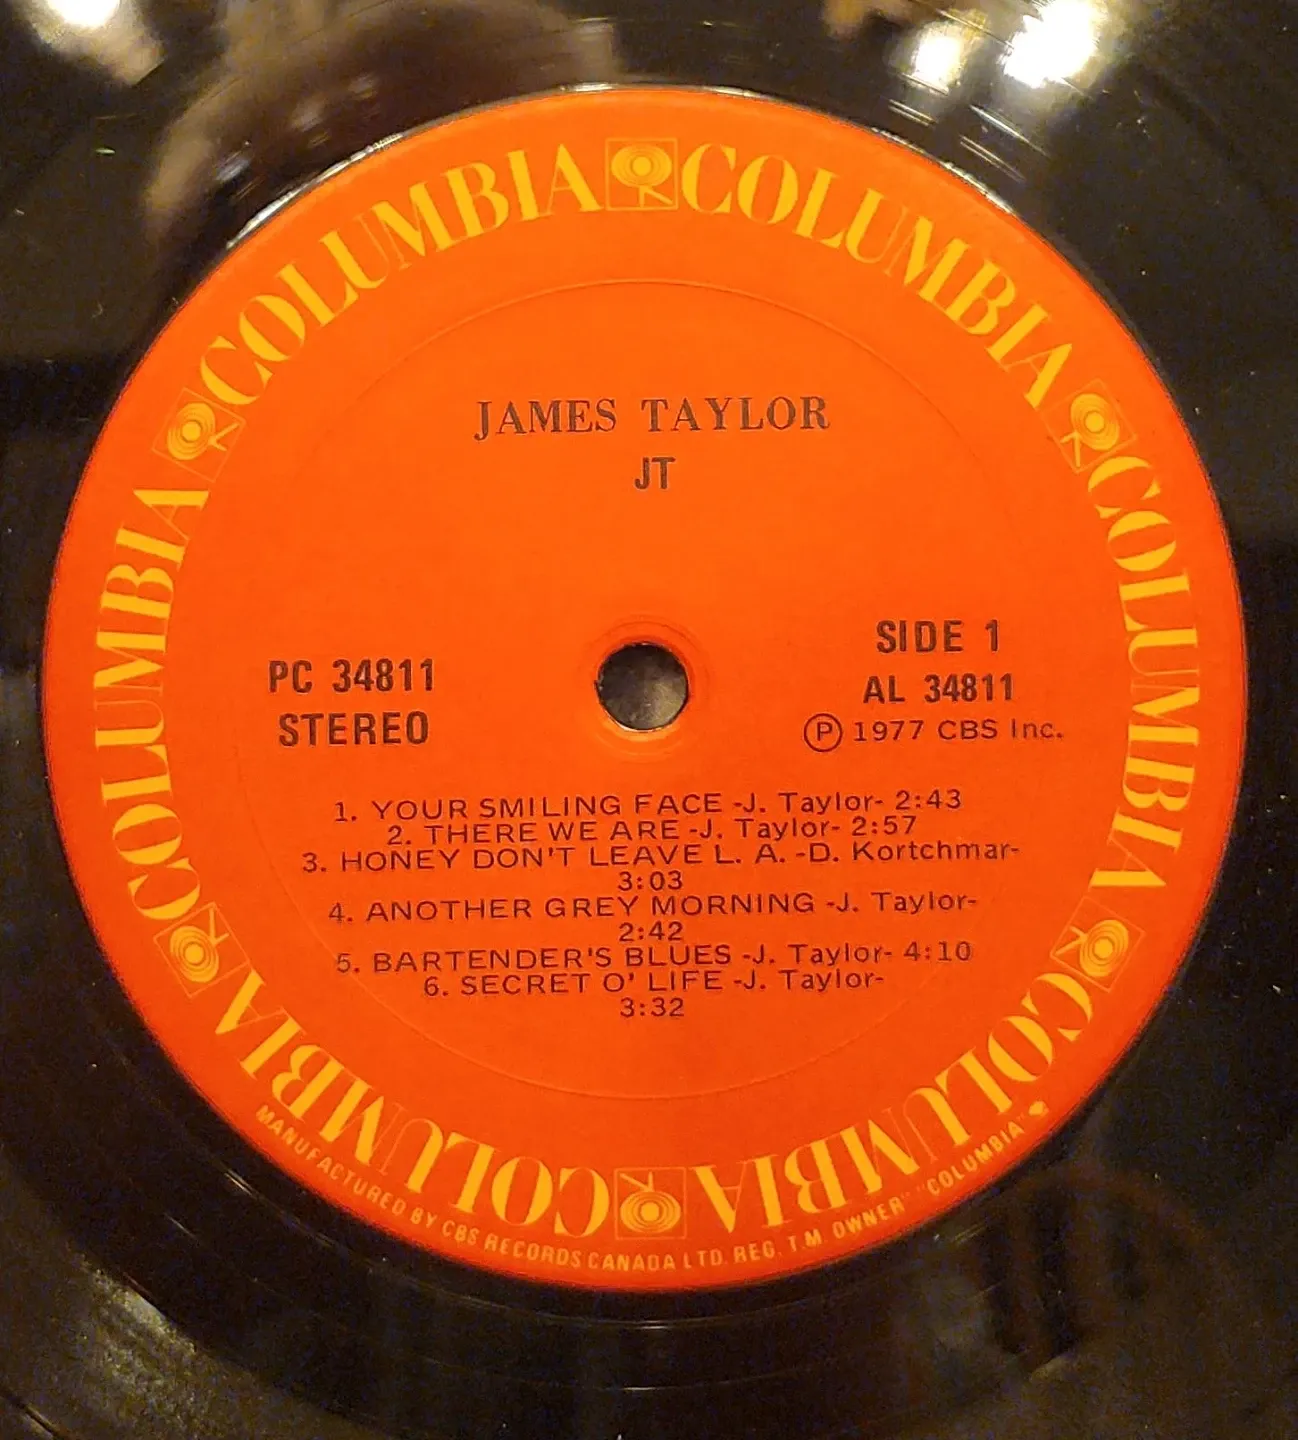 COLUMBIA COLUMBIA COLUMBIA COLUMBIA COLUMBIA COLUMBIA
JAMES TAYLOR
JT
PC 34811
STEREO
SIDE 1
AL 34811
Ⓟ 1977 CBS Inc.
1. YOUR SMILING FACE -J. Taylor- 2:43
2. THERE WE ARE -J. Taylor- 2:57
3. HONEY DON'T LEAVE L. A. -D. Kortchmar-
3:03
4. ANOTHER GREY MORNING -J. Taylor-
2:42
5. BARTENDER'S BLUES -J. Taylor- 4:10
6. SECRET O' LIFE -J. Taylor-
3:32
MANUFACTURED BY CBS RECORDS CANADA LTD. REG. T.M. OWNER" "COLUMBIA"